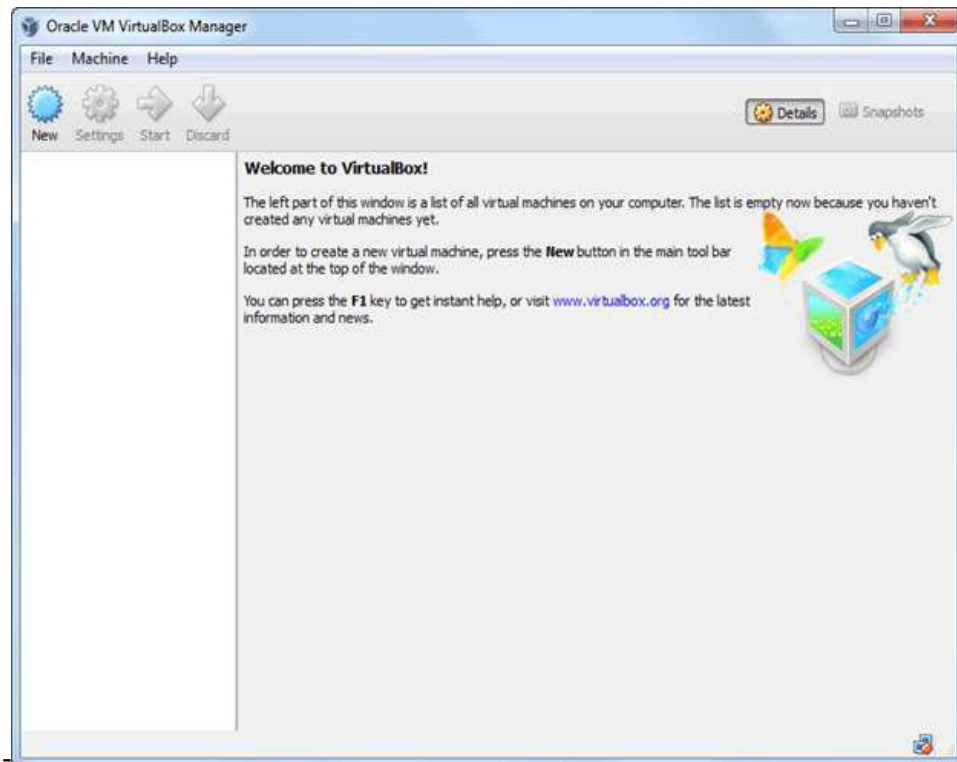 Oracle VM VirtualBox Manager
File Machine Help
New Settings Start Discard
Details Snapshots
Welcome to VirtualBox!
The left part of this window is a list of all virtual machines on your computer. The list is empty now because you haven't
created any virtual machines yet.
In order to create a new virtual machine, press the New button in the main tool bar
located at the top of the window.
You can press the F1 key to get instant help, or visit www.virtualbox.org for the latest
information and news.